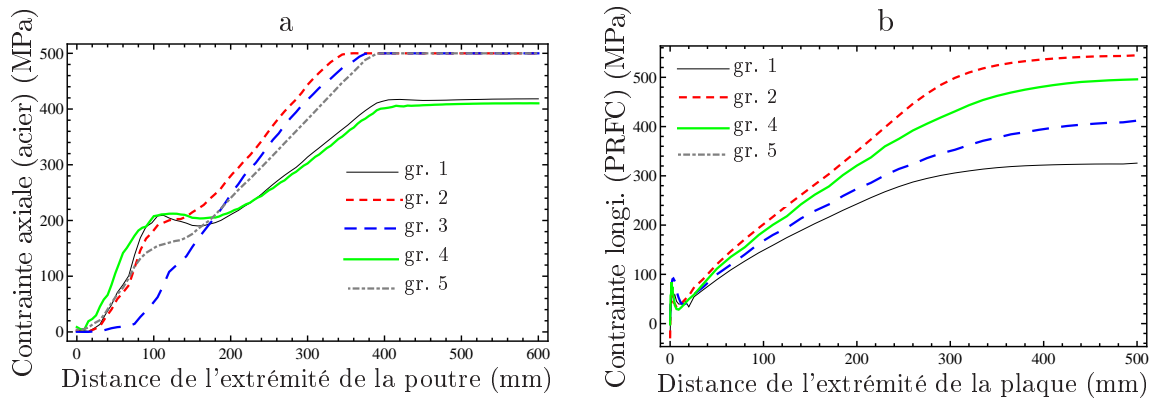 a
Contrainte axiale (acier) (MPa)
500
400
300
200
100
0
gr. 1
gr. 2
gr. 3
gr. 4
gr. 5
0 100 200 300 400 500 600
Distance de l'extrémité de la poutre (mm)
b
Contrainte longi. (PRFC) (MPa)
gr. 1
gr. 2
gr. 4
gr. 5
500
400
300
200
100
0
0 100 200 300 400 500
Distance de l'extrémité de la plaque (mm)